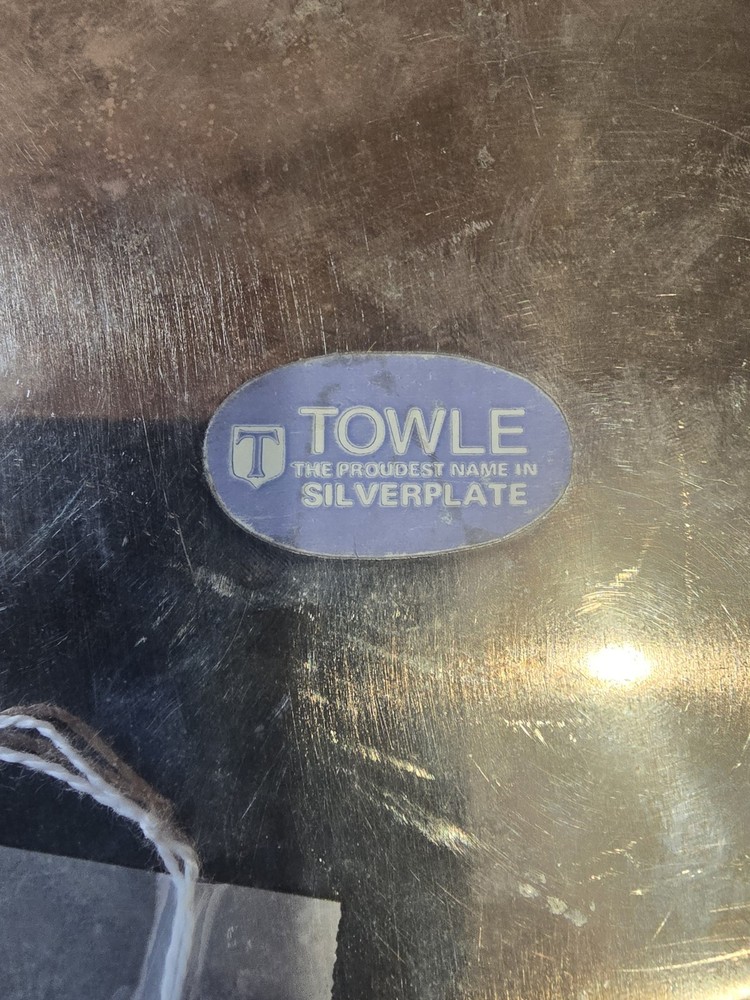 T
TOWLE
THE PROUDEST NAME IN
SILVERPLATE